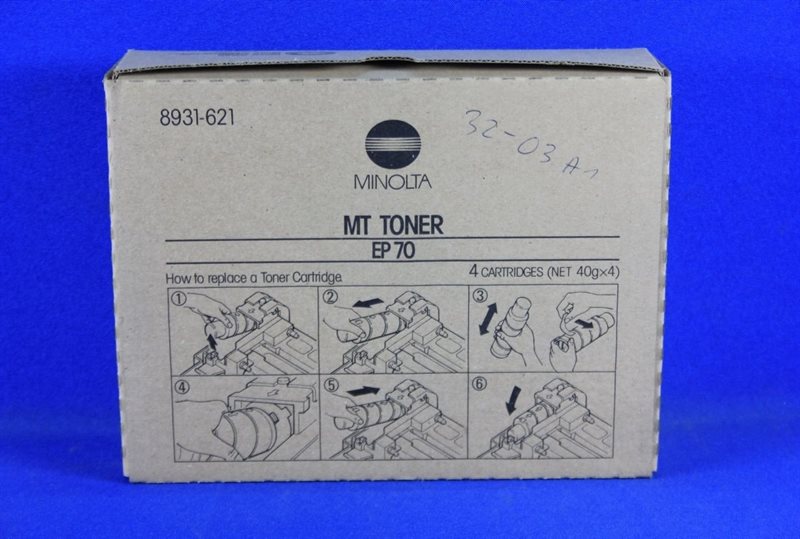 8931-621
32-03 A1
MINOLTA
MT TONER
EP 70
How to replace a Toner Cartridge.
4 CARTRIDGES (NET 40g×4)
① ② ③
④ ⑤ ⑥